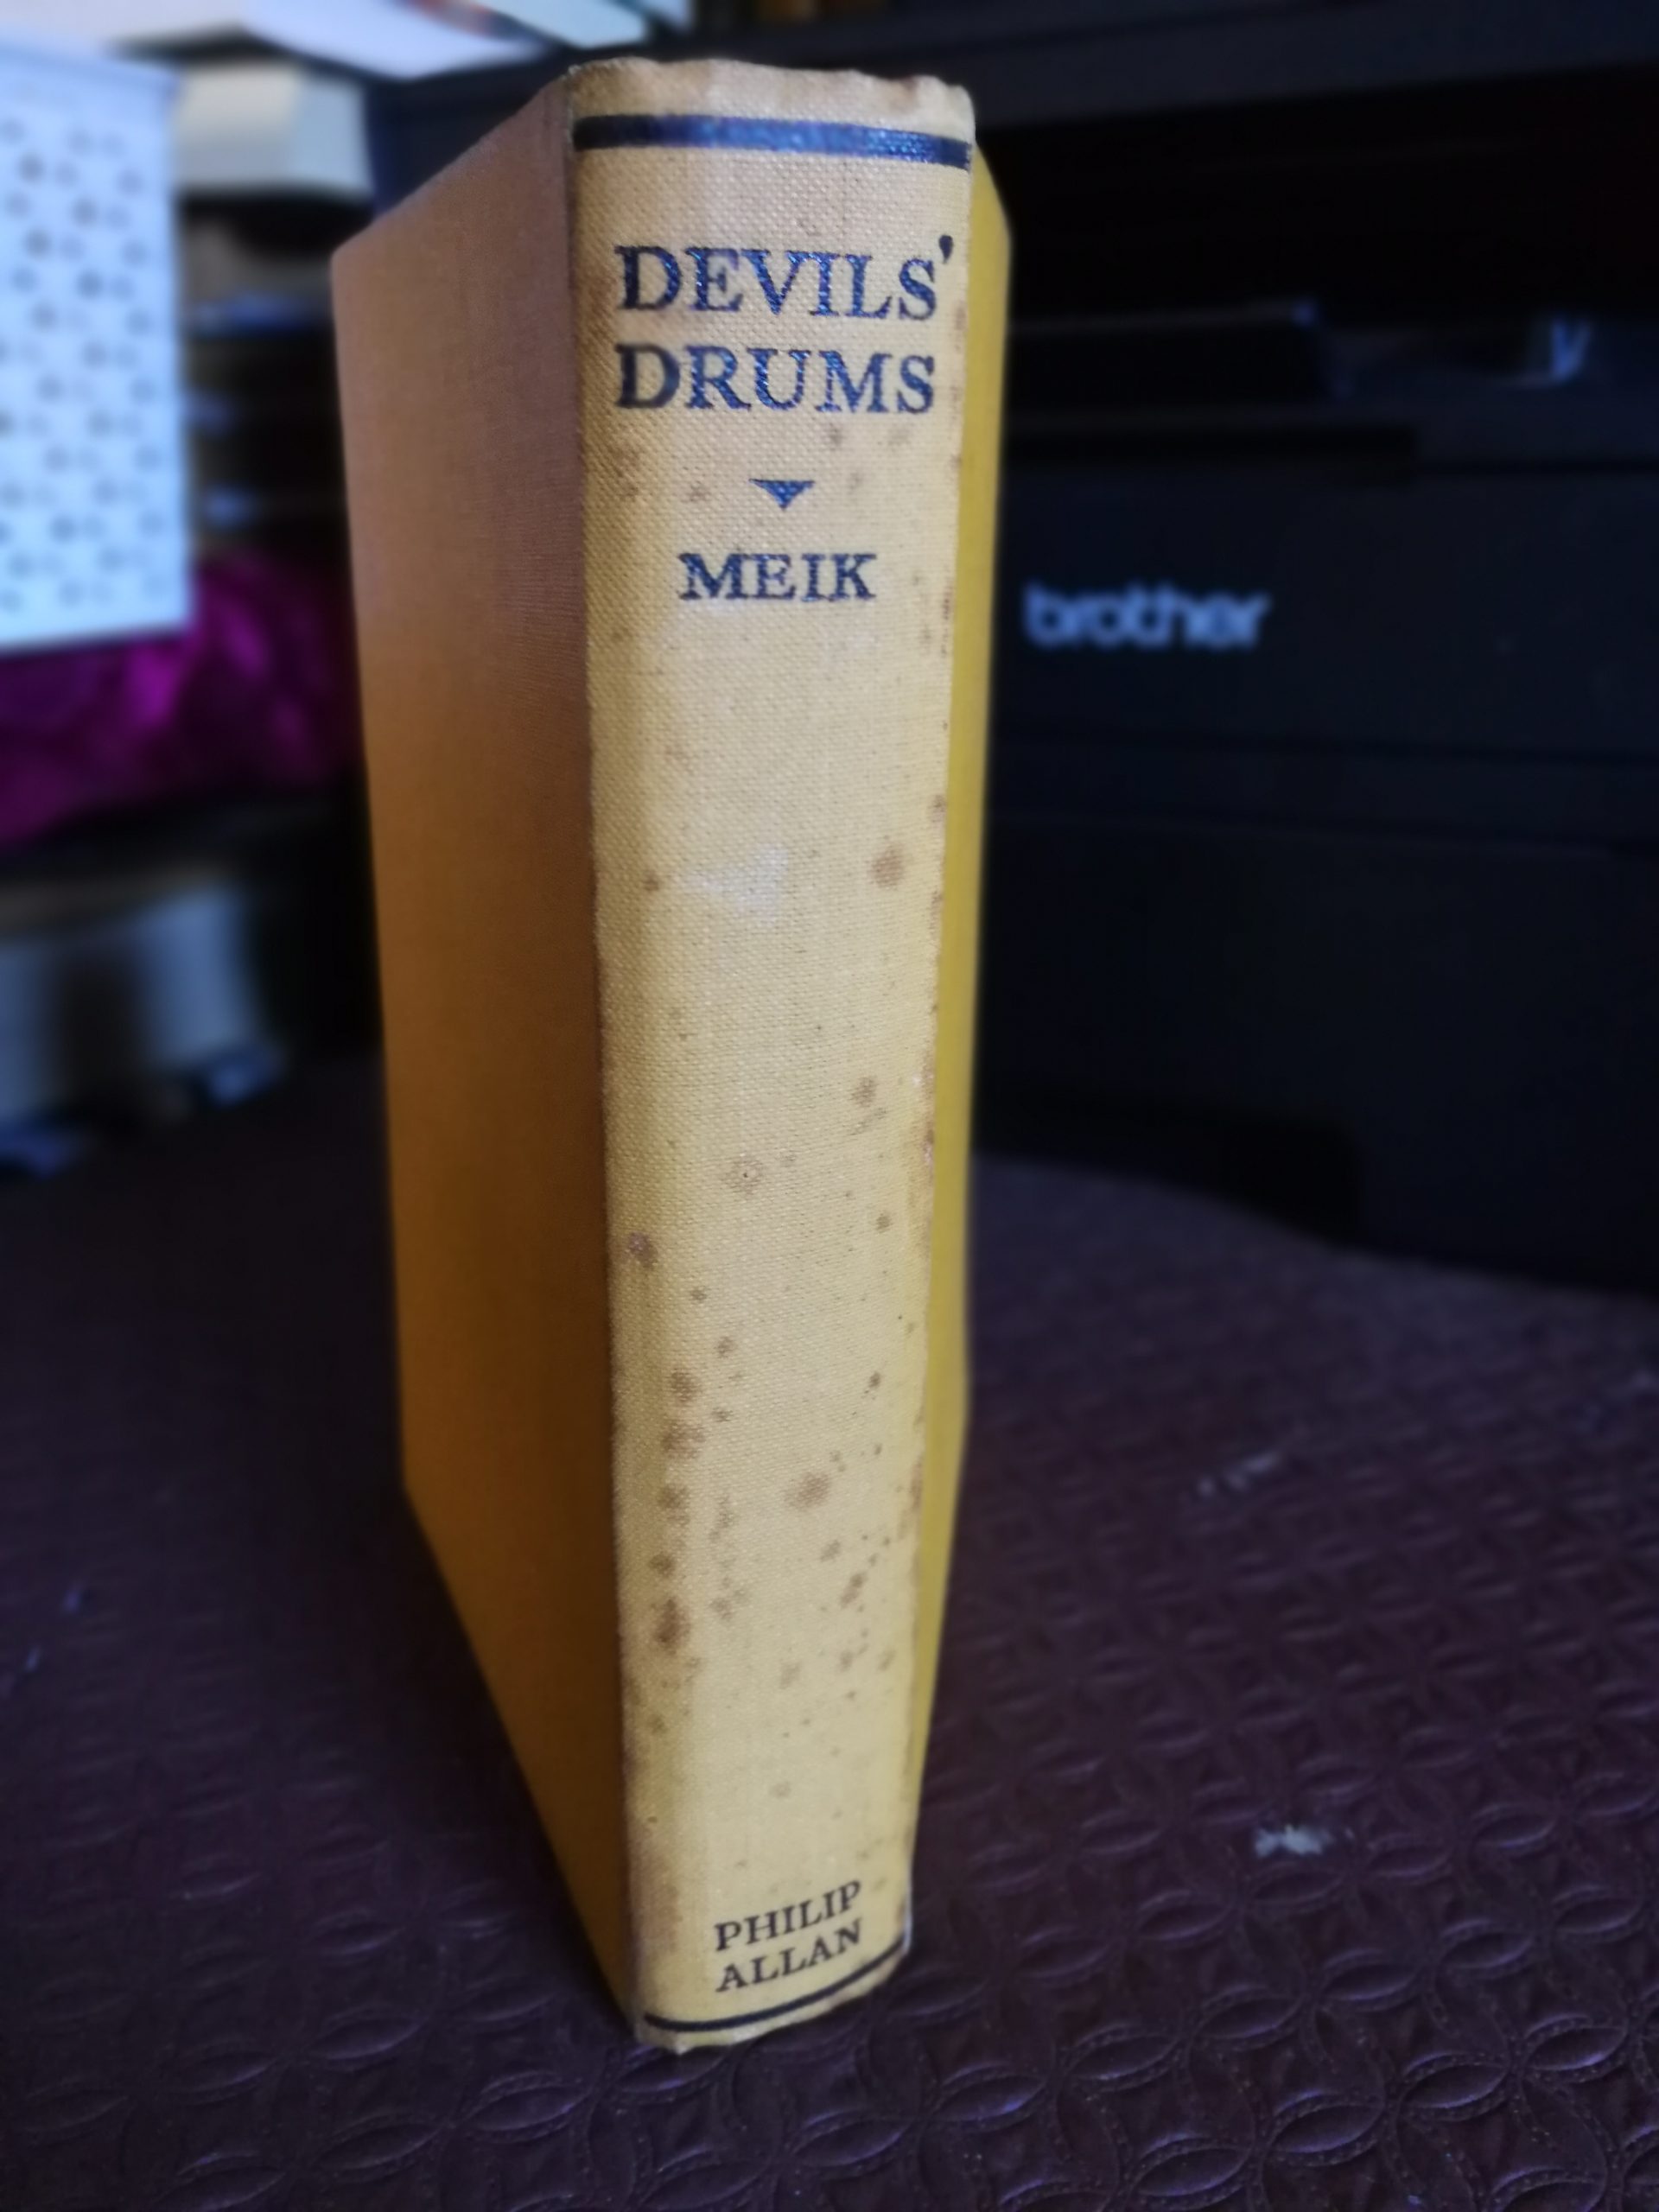 DEVILS'
DRUMS
MEIK
brother
PHILIP
ALLAN